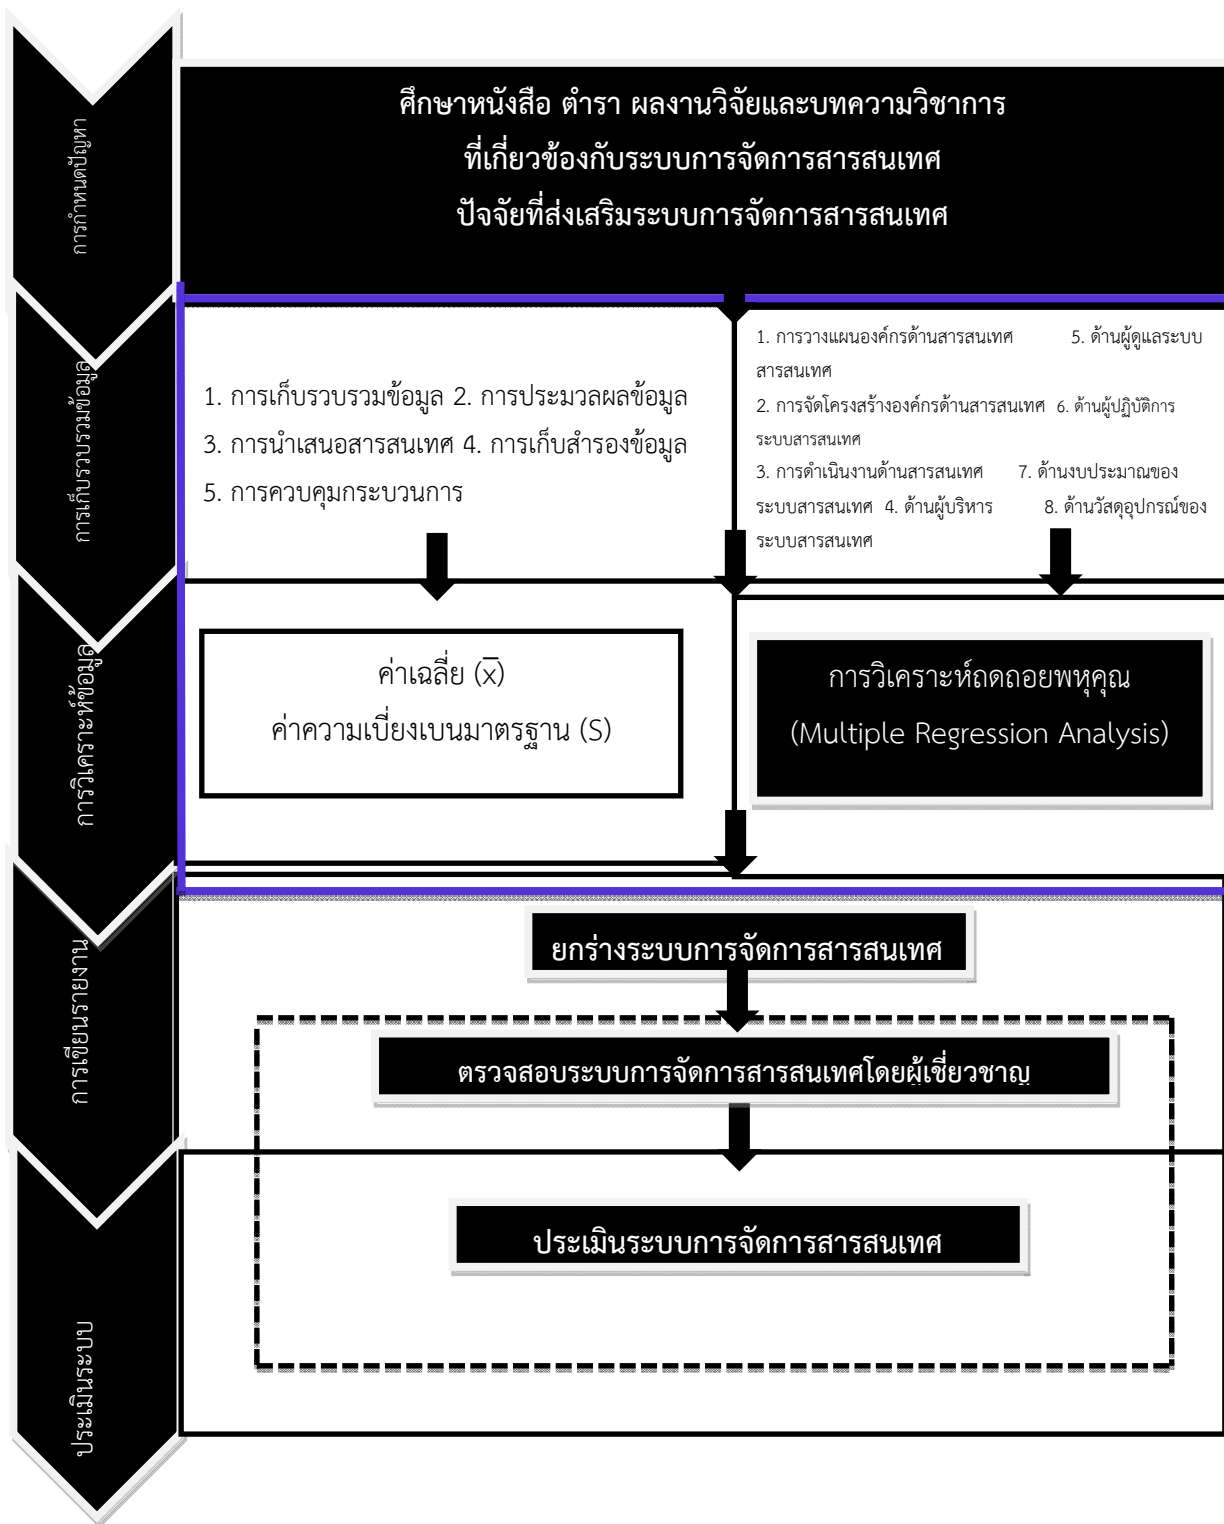 การกำหนดปัญหา
ศึกษาหนังสือ ตำรา ผลงานวิจัยและบทความวิชาการ
ที่เกี่ยวข้องกับระบบการจัดการสารสนเทศ
ปัจจัยที่ส่งเสริมระบบการจัดการสารสนเทศ
การเก็บรวบรวมข้อมูล
1. การเก็บรวบรวมข้อมูล 2. การประมวลผลข้อมูล
3. การนำเสนอสารสนเทศ 4. การเก็บสำรองข้อมูล
5. การควบคุมกระบวนการ
1. การวางแผนองค์กรด้านสารสนเทศ 5. ด้านผู้ดูแลระบบ
สารสนเทศ
2. การจัดโครงสร้างองค์กรด้านสารสนเทศ 6. ด้านผู้ปฏิบัติการ
ระบบสารสนเทศ
3. การดำเนินงานด้านสารสนเทศ 7. ด้านงบประมาณของ
ระบบสารสนเทศ 4. ด้านผู้บริหาร 8. ด้านวัสดุอุปกรณ์ของ
ระบบสารสนเทศ
การวิเคราะห์ข้อมูล
ค่าเฉลี่ย (x̅)
ค่าความเบี่ยงเบนมาตรฐาน (S)
การวิเคราะห์ถดถอยพหุคูณ
(Multiple Regression Analysis)
การเขียนรายงาน
ยกร่างระบบการจัดการสารสนเทศ
ตรวจสอบระบบการจัดการสารสนเทศโดยผู้เชี่ยวชาญ
ประเมินระบบ
ประเมินระบบการจัดการสารสนเทศ